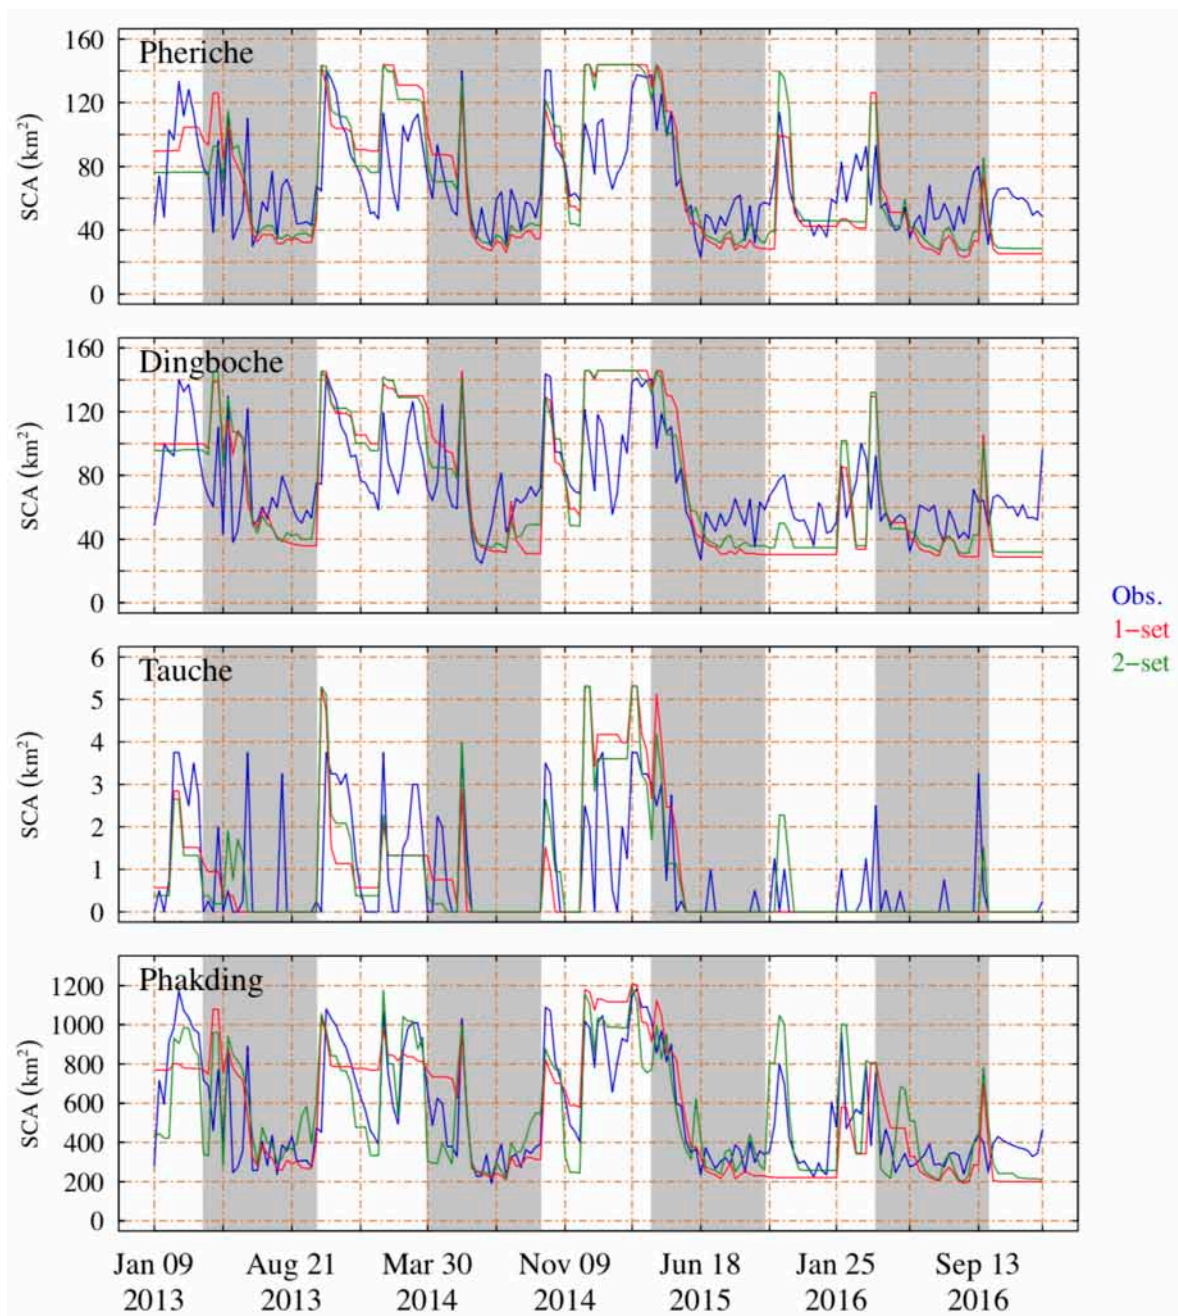 Pheriche
SCA (km²)
160
120
80
40
0
Dingboche
SCA (km²)
160
120
80
40
0
Tauche
SCA (km²)
6
5
4
3
2
1
0
Phakding
SCA (km²)
1200
1000
800
600
400
200
0
Obs.
1−set
2−set
Jan 09 Aug 21 Mar 30 Nov 09 Jun 18 Jan 25 Sep 13
2013 2013 2014 2014 2015 2016 2016